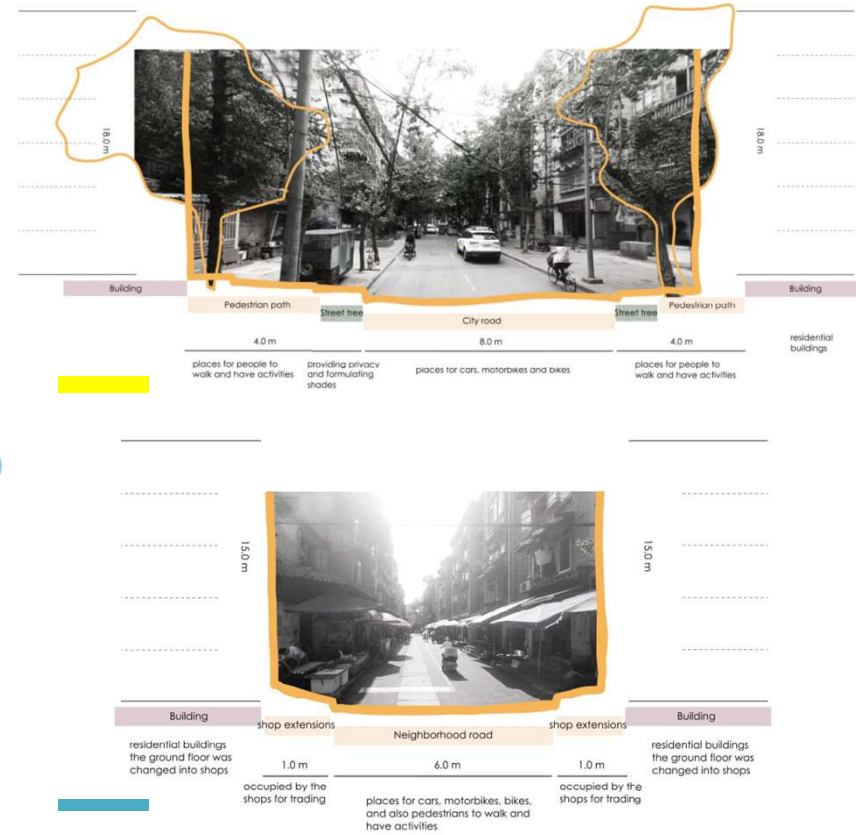 18.0 m
18.0 m
Building
Building
Pedestrian path
Street tree
City road
Street tree
Pedestrian path
4.0 m
8.0 m
4.0 m
residential
buildings
places for people to
walk and have activities
providing privacy
and formulating
shades
places for cars, motorbikes and bikes
places for people to
walk and have activities
15.0 m
15.0 m
Building
shop extensions
Neighborhood road
shop extensions
Building
residential buildings
the ground floor was
changed into shops
1.0 m
6.0 m
1.0 m
residential buildings
the ground floor was
changed into shops
occupied by the
shops for trading
places for cars, motorbikes, bikes,
and also pedestrians to walk and
have activities
occupied by the
shops for trading